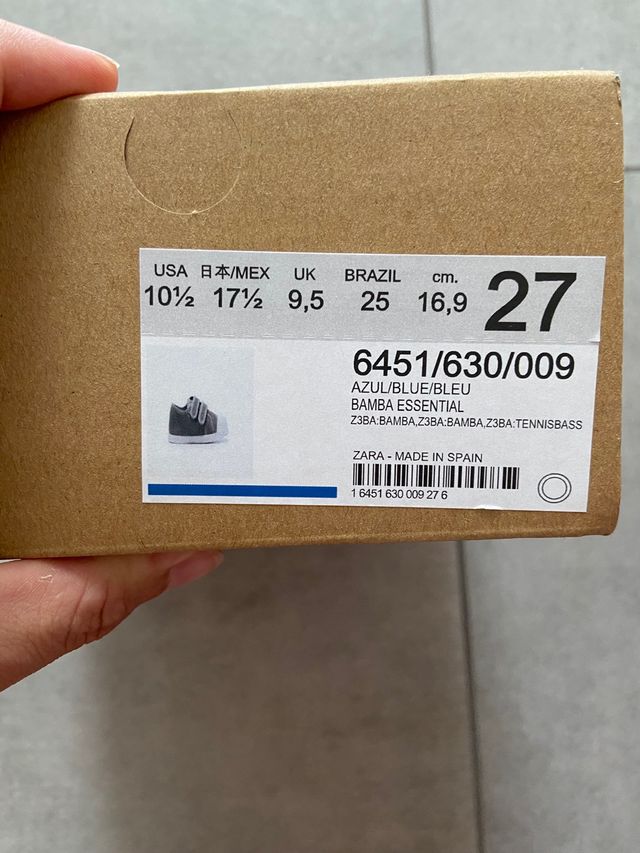 USA 日本/MEX UK BRAZIL cm.
10½ 17½ 9,5 25 16,9 27
6451/630/009
AZUL/BLUE/BLEU
BAMBA ESSENTIAL
Z3BA:BAMBA,Z3BA:BAMBA,Z3BA:TENNISBASS
ZARA - MADE IN SPAIN
1 6451 630 009 27 6